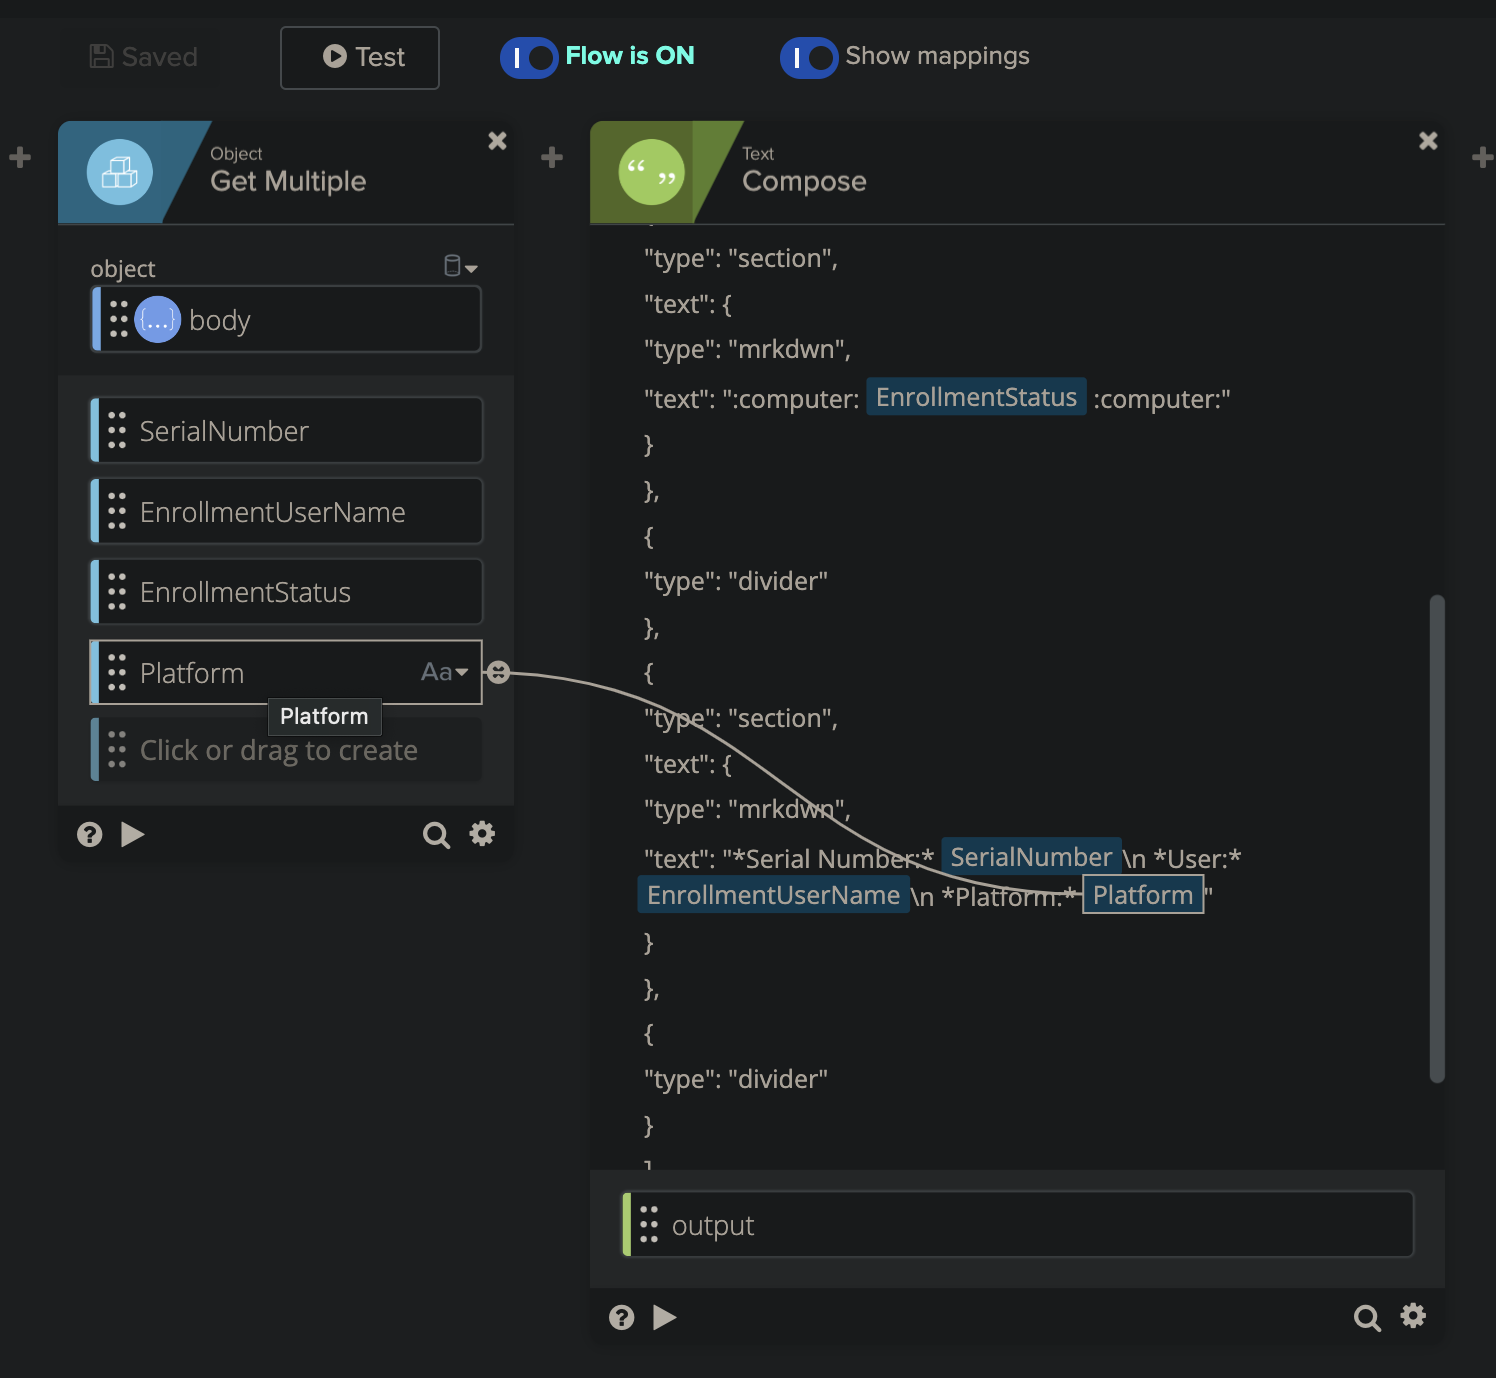 Saved
Test
Flow is ON
Show mappings
Object
Get Multiple
object
{...} body
SerialNumber
EnrollmentUserName
EnrollmentStatus
Platform Aa
Platform
Click or drag to create
Text
Compose
"type": "section",
"text": {
"type": "mrkdwn",
"text": ":computer: EnrollmentStatus :computer:"
}
},
{
"type": "divider"
},
{
"type": "section",
"text": {
"type": "mrkdwn",
"text": "*Serial Number:* SerialNumber \n *User:*
EnrollmentUserName \n *Platform:* Platform "
}
},
{
"type": "divider"
}
]
output